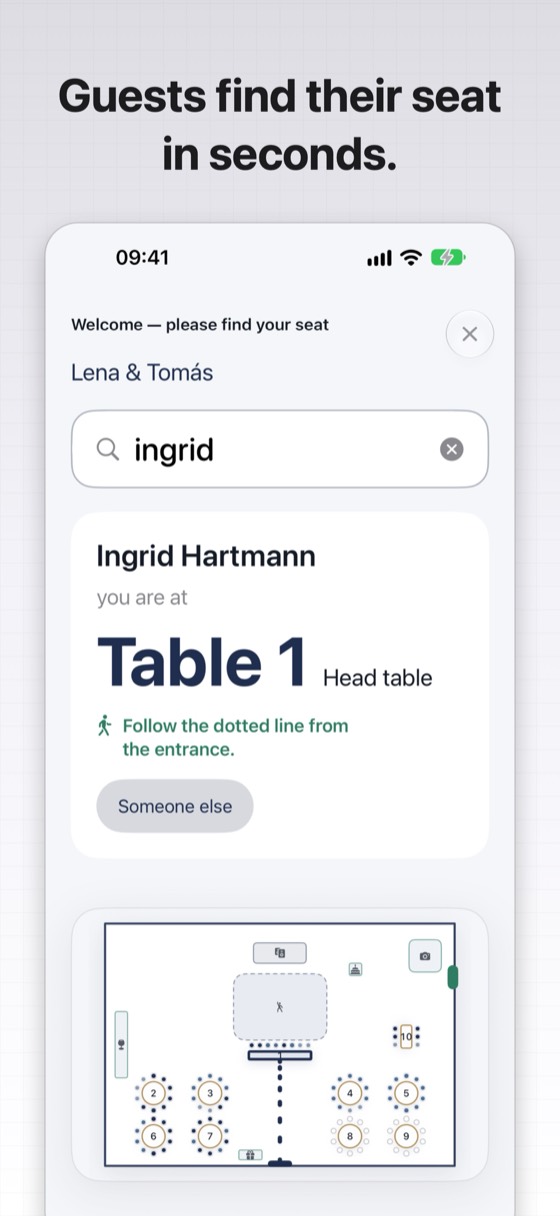 Guests find their seat
in seconds.
09:41
Welcome — please find your seat
Lena & Tomás
ingrid
Ingrid Hartmann
you are at
Table 1 Head table
Follow the dotted line from
the entrance.
Someone else
10
2 3 4 5
6 7 8 9